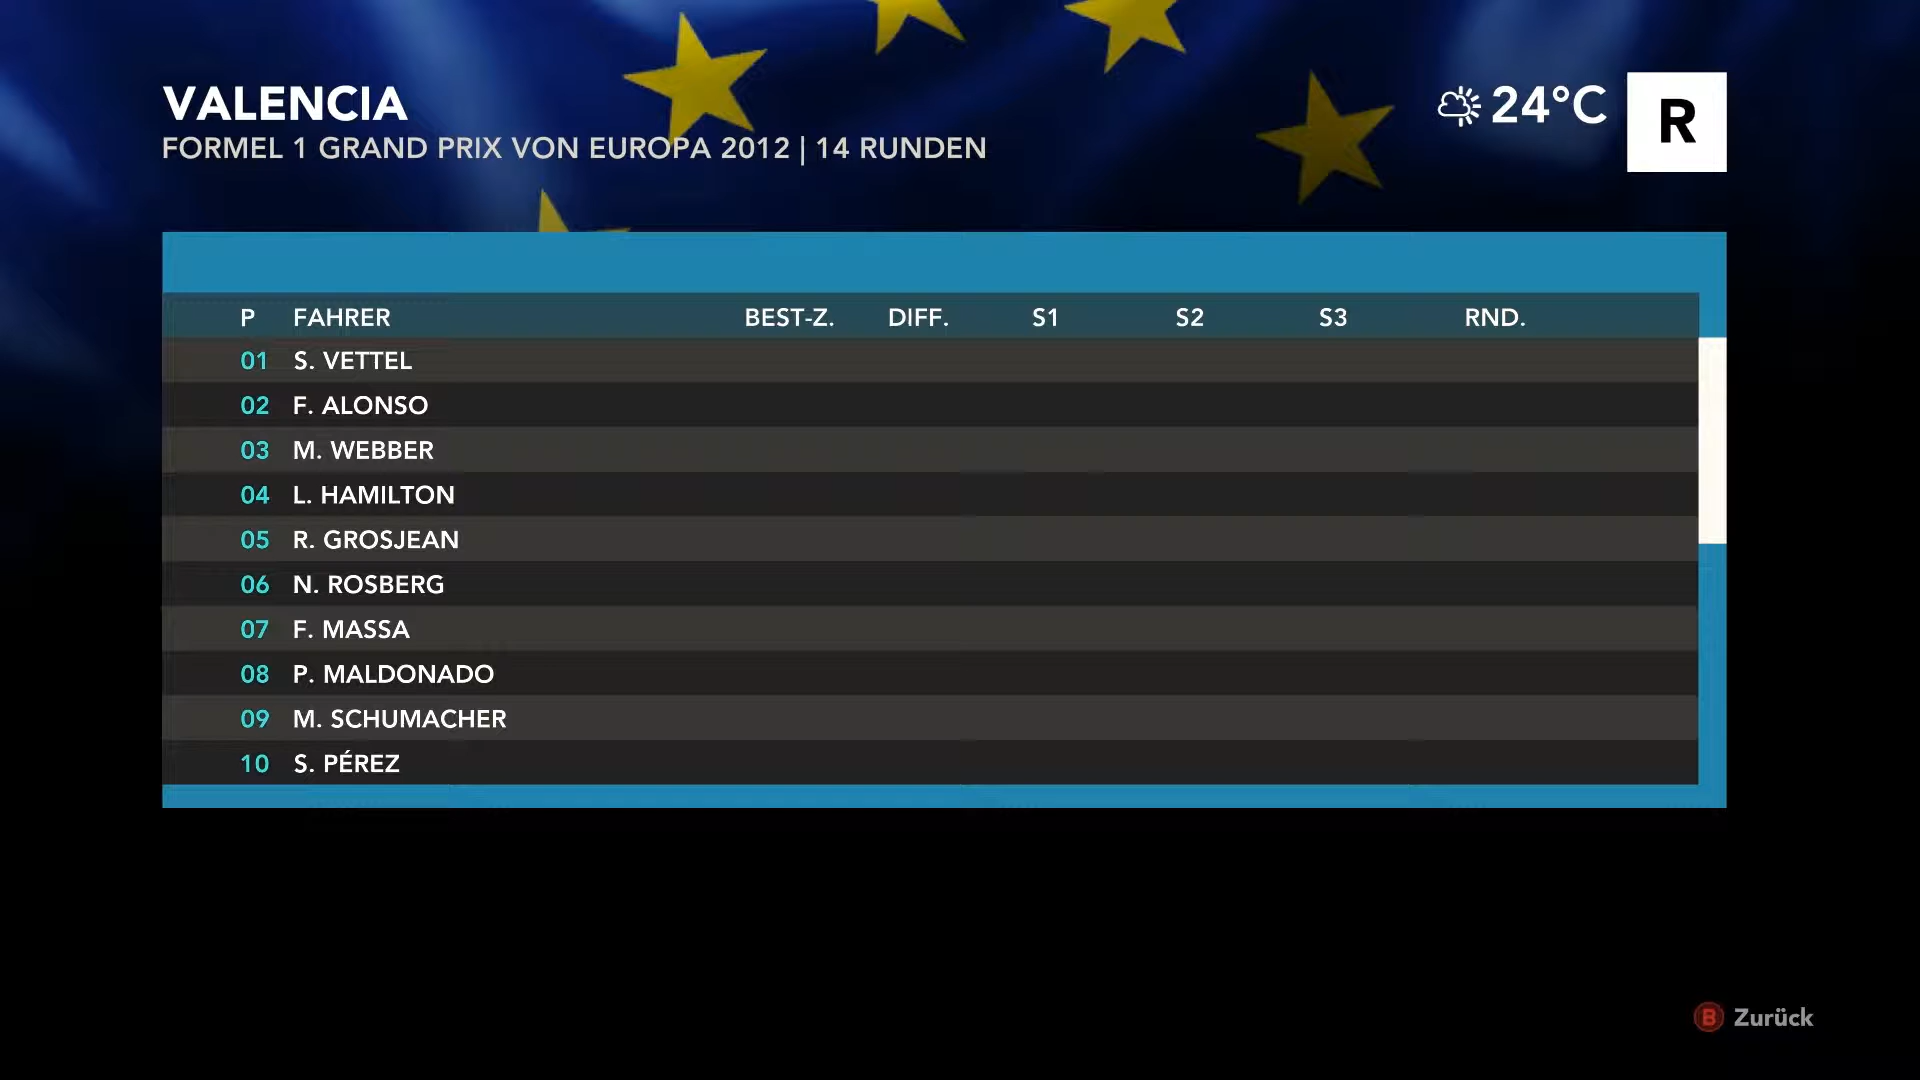 VALENCIA
FORMEL 1 GRAND PRIX VON EUROPA 2012 | 14 RUNDEN
24°C
R
P FAHRER BEST-Z. DIFF. S1 S2 S3 RND.
01 S. VETTEL
02 F. ALONSO
03 M. WEBBER
04 L. HAMILTON
05 R. GROSJEAN
06 N. ROSBERG
07 F. MASSA
08 P. MALDONADO
09 M. SCHUMACHER
10 S. PÉREZ
B Zurück